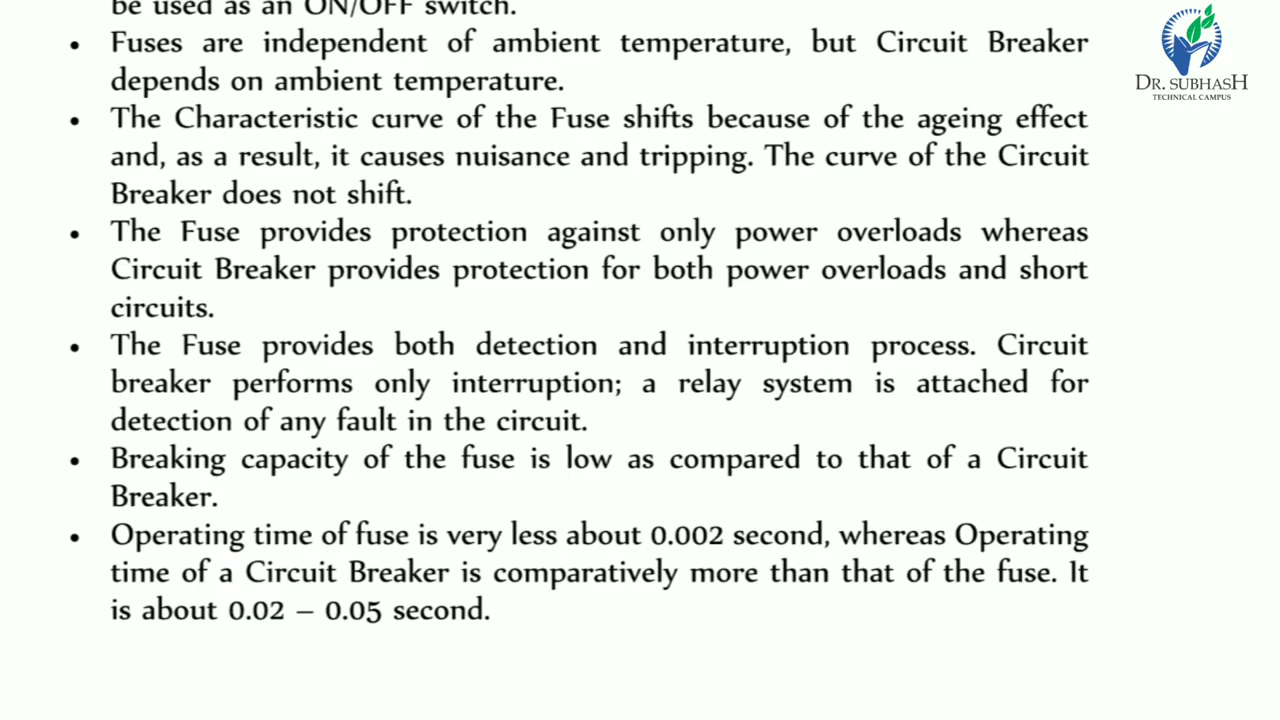 be used as an ON/OFF switch.
• Fuses are independent of ambient temperature, but Circuit Breaker
depends on ambient temperature.
• The Characteristic curve of the Fuse shifts because of the ageing effect
and, as a result, it causes nuisance and tripping. The curve of the Circuit
Breaker does not shift.
• The Fuse provides protection against only power overloads whereas
Circuit Breaker provides protection for both power overloads and short
circuits.
• The Fuse provides both detection and interruption process. Circuit
breaker performs only interruption; a relay system is attached for
detection of any fault in the circuit.
• Breaking capacity of the fuse is low as compared to that of a Circuit
Breaker.
• Operating time of fuse is very less about 0.002 second, whereas Operating
time of a Circuit Breaker is comparatively more than that of the fuse. It
is about 0.02 – 0.05 second.
DR. SUBHASH
TECHNICAL CAMPUS